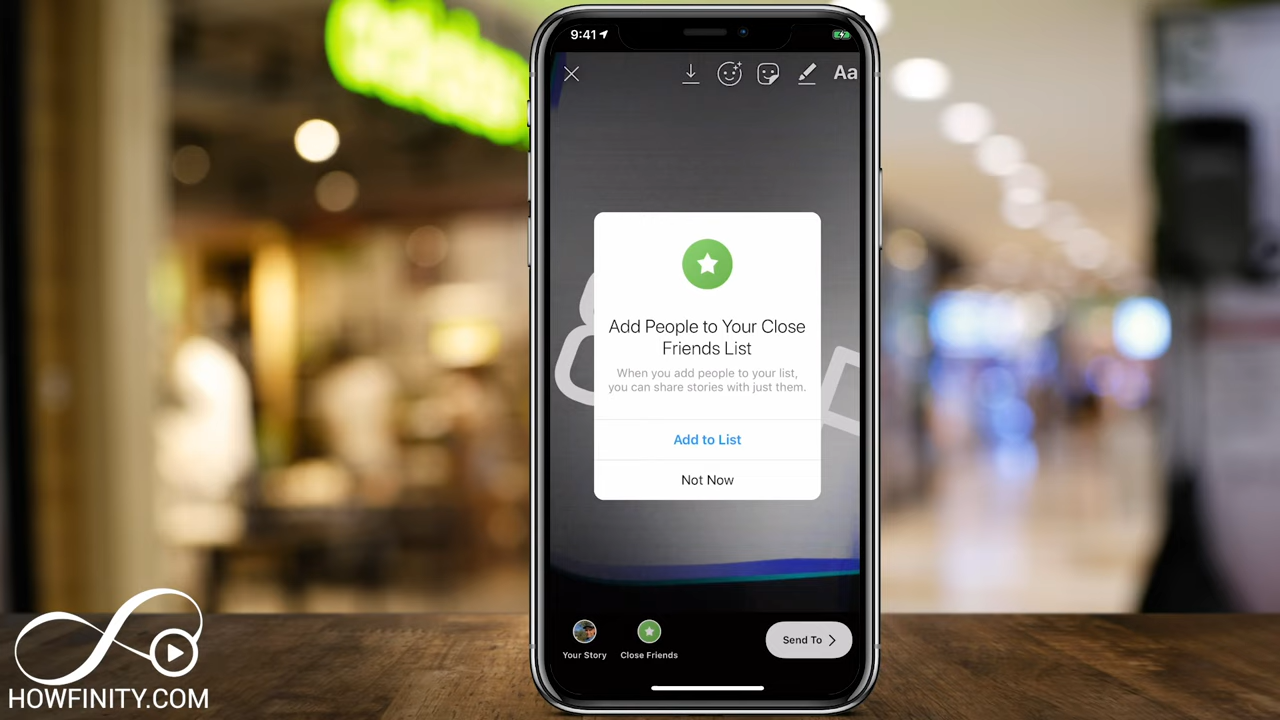 9:41
Aa
Add People to Your Close
Friends List
When you add people to your list,
you can share stories with just them.
Add to List
Not Now
Your Story
Close Friends
Send To
HOWFINITY.COM